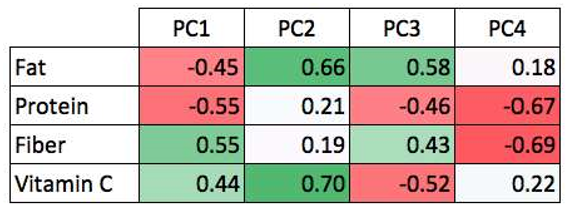 PC1 PC2 PC3 PC4
Fat -0.45 0.66 0.58 0.18
Protein -0.55 0.21 -0.46 -0.67
Fiber 0.55 0.19 0.43 -0.69
Vitamin C 0.44 0.70 -0.52 0.22